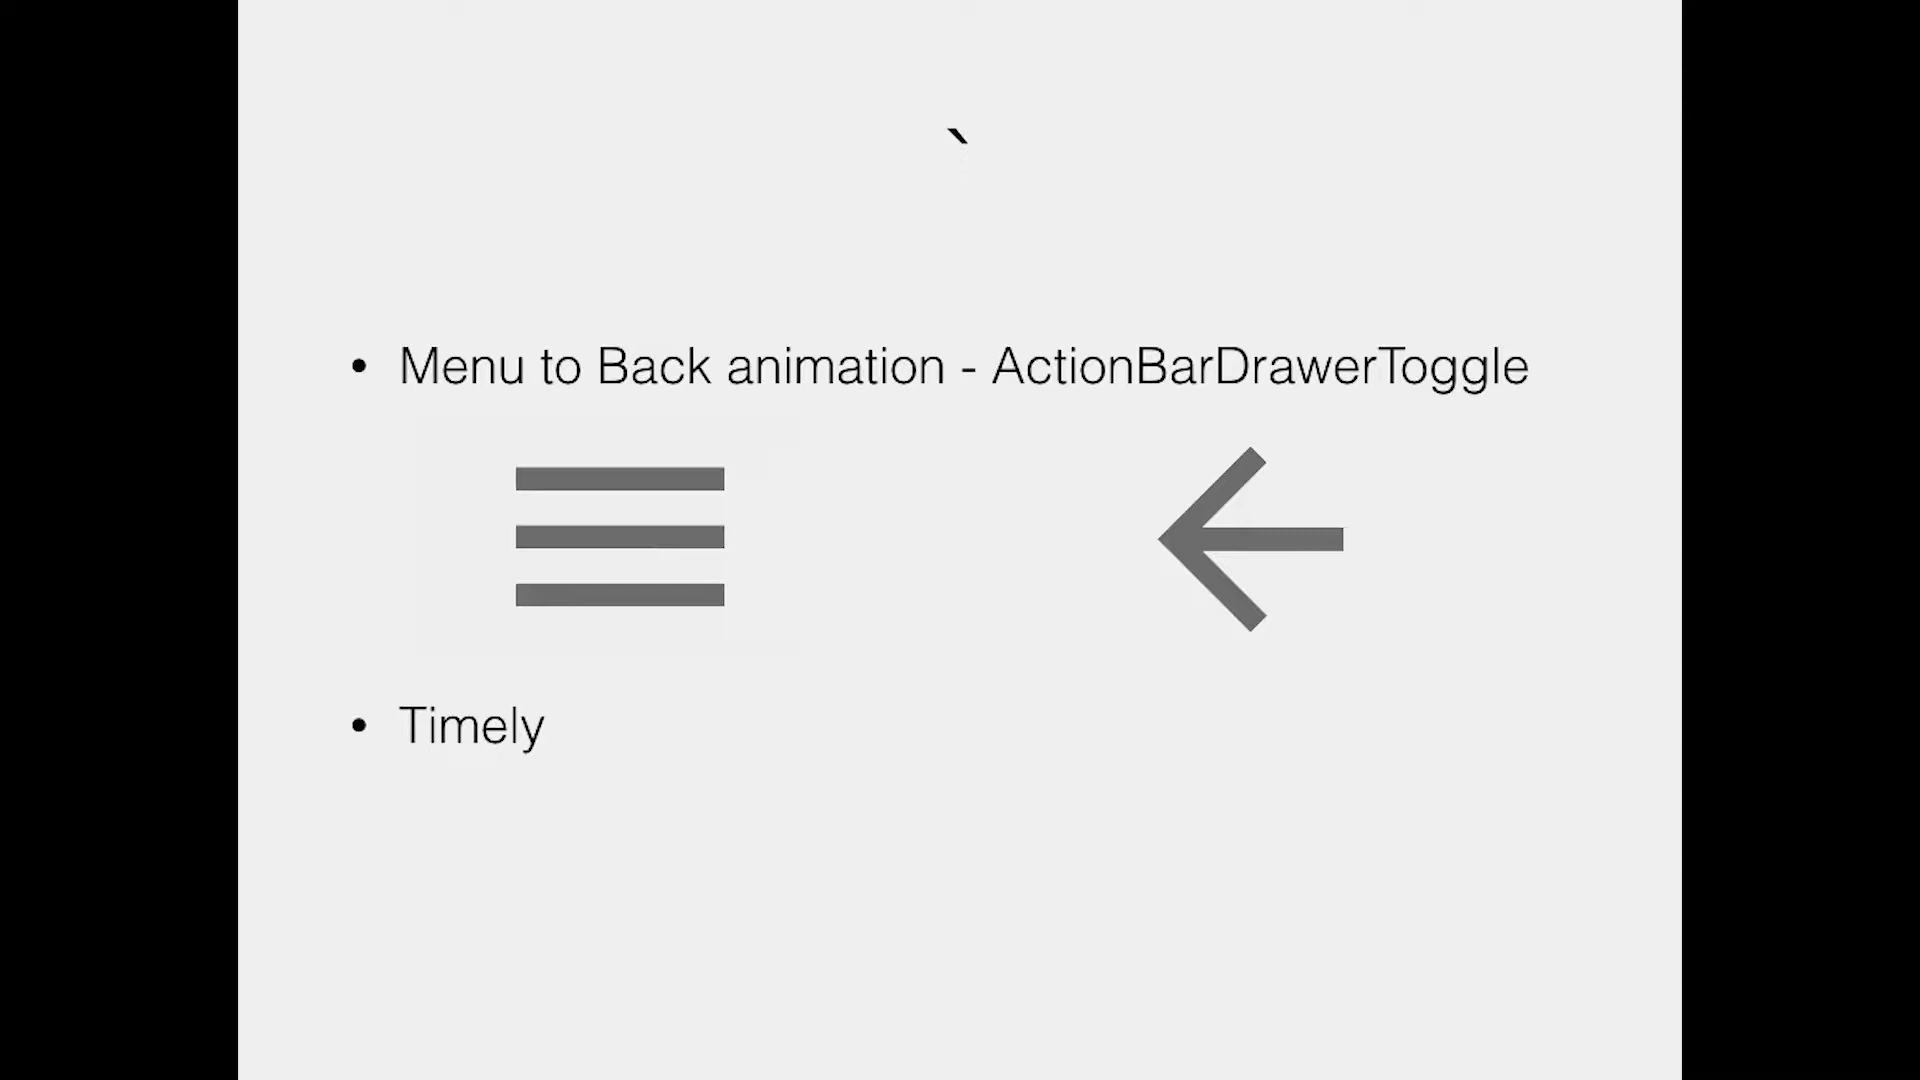 `
• Menu to Back animation - ActionBarDrawerToggle
• Timely